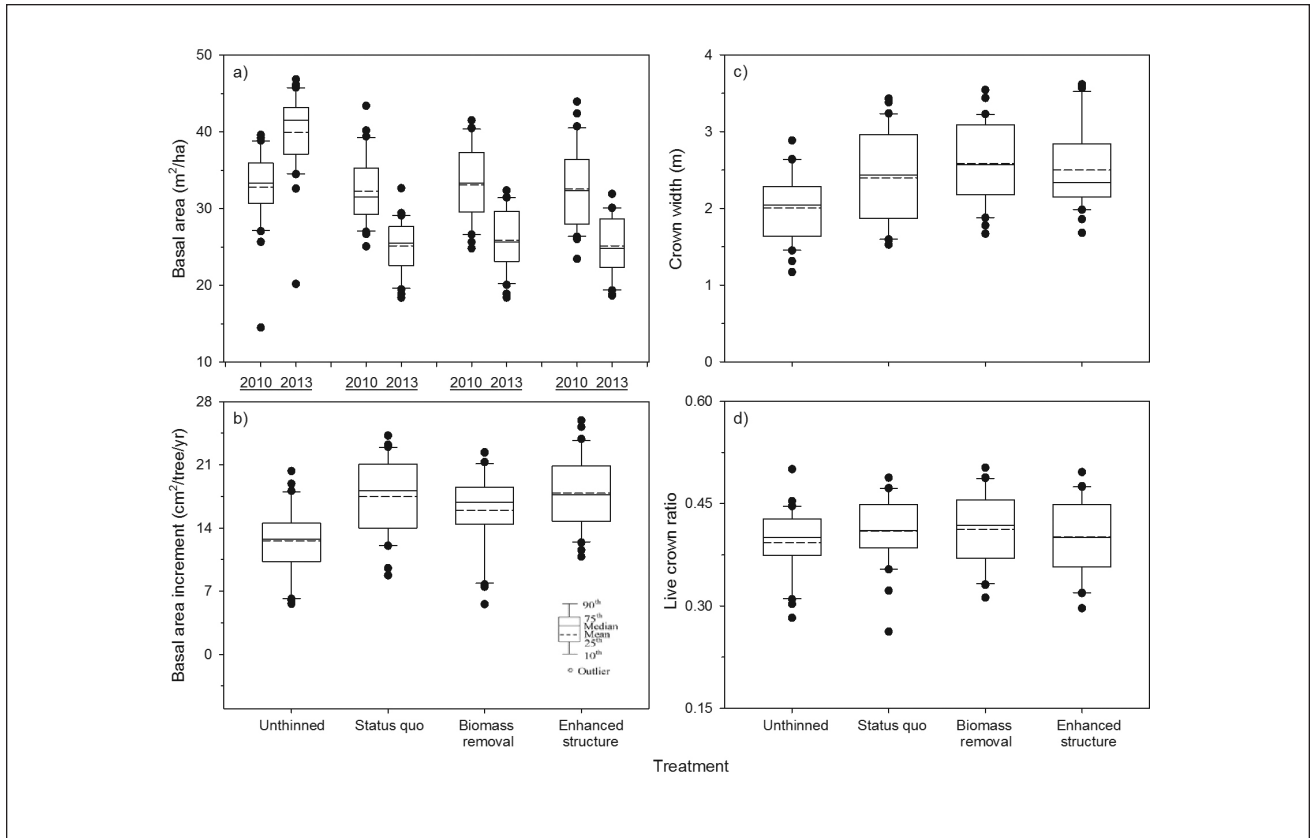 a)
Basal area (m²/ha)
50
40
30
20
10
2010 2013 2010 2013 2010 2013 2010 2013
b)
Basal area increment (cm²/tree/yr)
28
21
14
7
0
90th
75th
Median
Mean
25th
10th
Outlier
Unthinned Status quo Biomass removal Enhanced structure
c)
Crown width (m)
4
3
2
1
0
d)
Live crown ratio
0.60
0.45
0.30
0.15
Unthinned Status quo Biomass removal Enhanced structure
Treatment